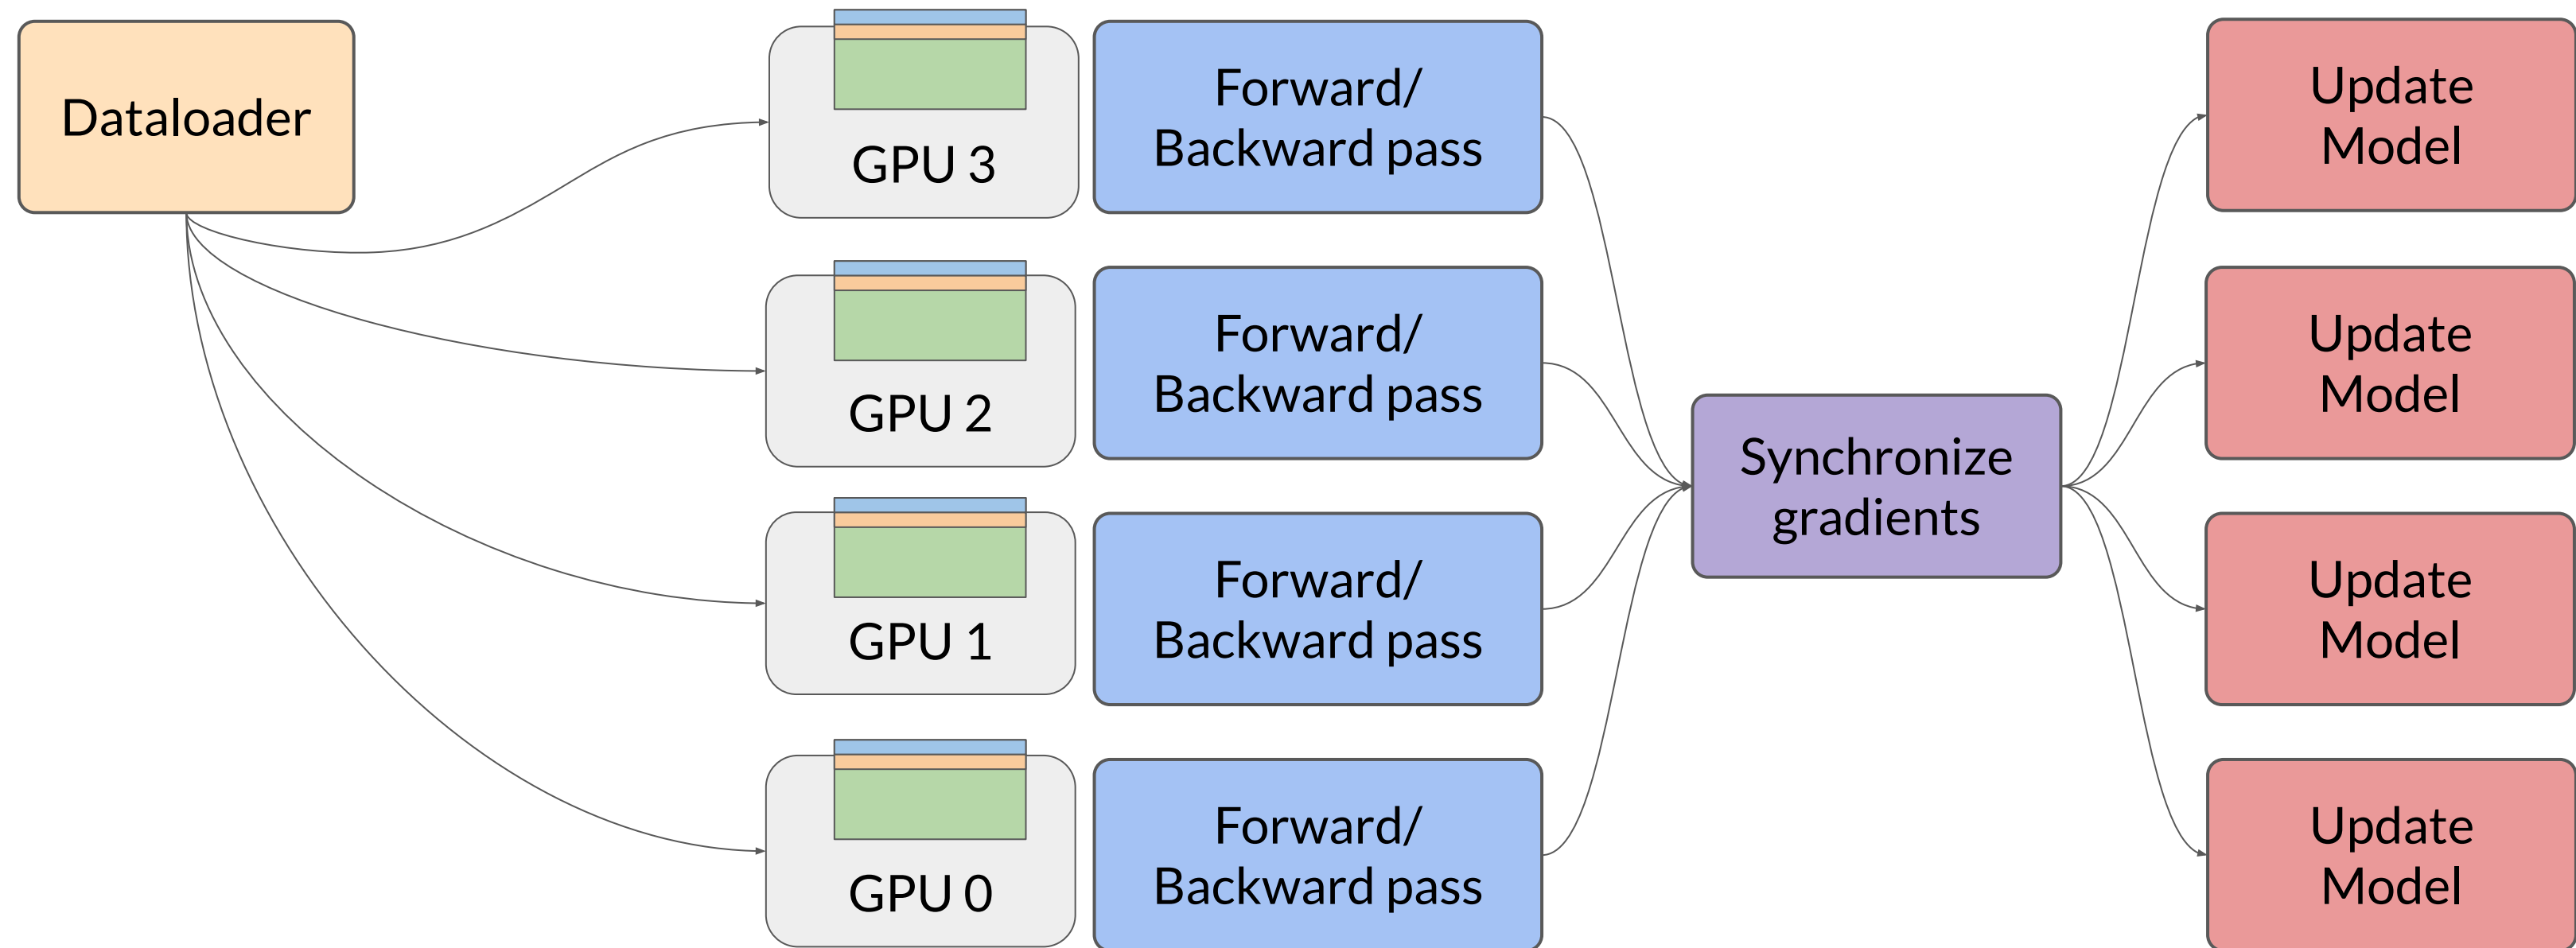 Dataloader
GPU 3
Forward/
Backward pass
Update
Model
GPU 2
Forward/
Backward pass
Update
Model
Synchronize
gradients
GPU 1
Forward/
Backward pass
Update
Model
GPU 0
Forward/
Backward pass
Update
Model